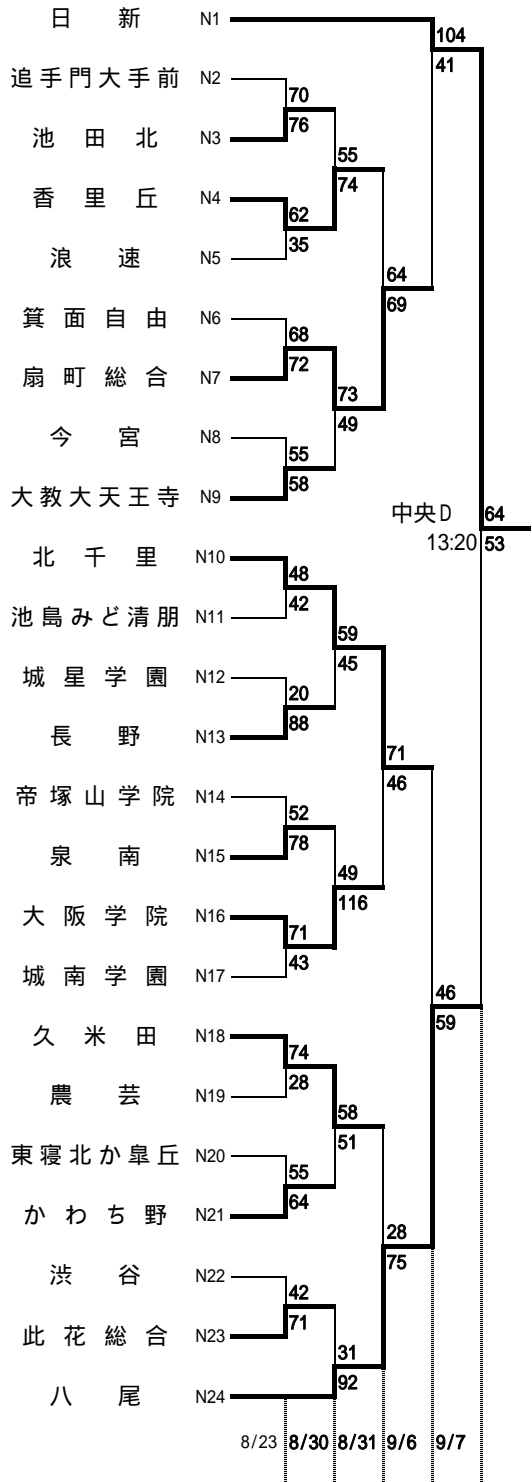 日新 N1
104
41
追手門大手前 N2
70
76
池田北 N3
55
74
香里丘 N4
62
35
浪速 N5
64
69
箕面自由 N6
68
72
扇町総合 N7
73
49
今宮 N8
55
58
大教大天王寺 N9
中央D 64
13:20 53
北千里 N10
48
42
池島みど清朋 N11
59
45
城星学園 N12
20
88
長野 N13
71
46
帝塚山学院 N14
52
78
泉南 N15
49
116
大阪学院 N16
71
43
城南学園 N17
46
59
久米田 N18
74
28
農芸 N19
58
51
東寝北か皐丘 N20
55
64
かわち野 N21
28
75
渋谷 N22
42
71
此花総合 N23
31
92
八尾 N24
8/23 8/30 8/31 9/6 9/7